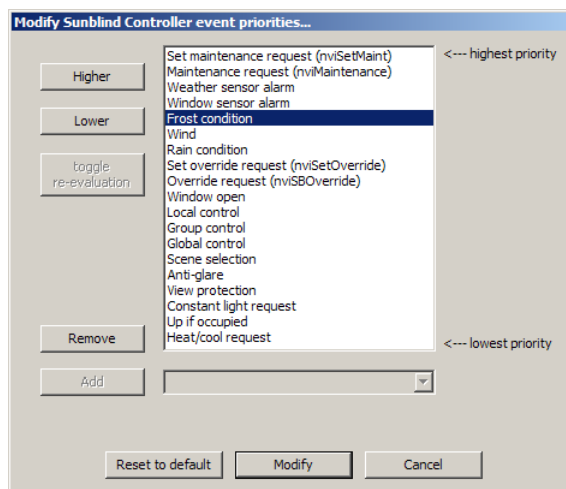 Modify Sunblind Controller event priorities...
Set maintenance request (nviSetMaint)
<--- highest priority
Maintenance request (nviMaintenance)
Higher
Weather sensor alarm
Window sensor alarm
Lower
Frost condition
Wind
Rain condition
toggle
re-evaluation
Set override request (nviSetOverride)
Override request (nviSBOverride)
Window open
Local control
Group control
Global control
Scene selection
Anti-glare
View protection
Constant light request
Up if occupied
Remove
Heat/cool request
<--- lowest priority
Add
Reset to default
Modify
Cancel